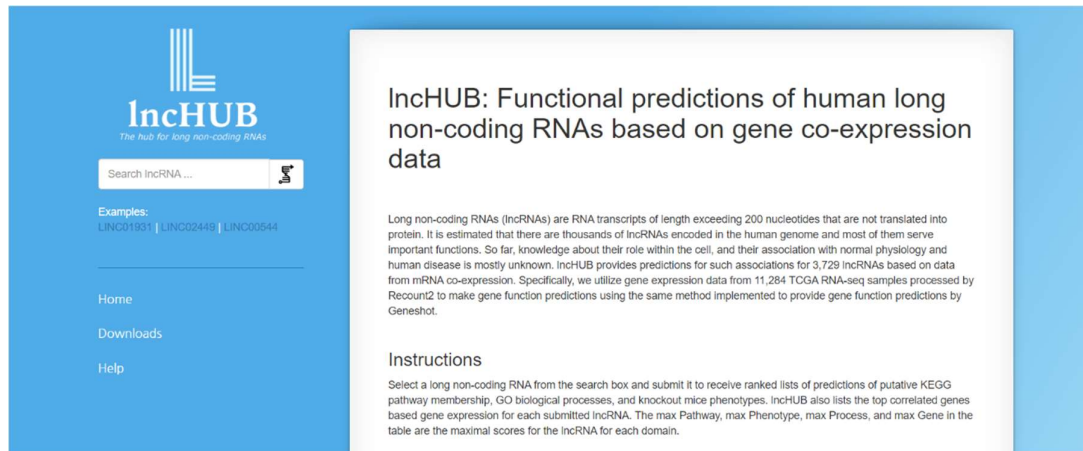 lncHUB
The hub for long non-coding RNAs
Search lncRNA ...
Examples:
LINC01931 | LINC02449 | LINC00544
Home
Downloads
Help
lncHUB: Functional predictions of human long
non-coding RNAs based on gene co-expression
data
Long non-coding RNAs (lncRNAs) are RNA transcripts of length exceeding 200 nucleotides that are not translated into
protein. It is estimated that there are thousands of lncRNAs encoded in the human genome and most of them serve
important functions. So far, knowledge about their role within the cell, and their association with normal physiology and
human disease is mostly unknown. lncHUB provides predictions for such associations for 3,729 lncRNAs based on data
from mRNA co-expression. Specifically, we utilize gene expression data from 11,284 TCGA RNA-seq samples processed by
Recount2 to make gene function predictions using the same method implemented to provide gene function predictions by
Geneshot.
Instructions
Select a long non-coding RNA from the search box and submit it to receive ranked lists of predictions of putative KEGG
pathway membership, GO biological processes, and knockout mice phenotypes. lncHUB also lists the top correlated genes
based gene expression for each submitted lncRNA. The max Pathway, max Phenotype, max Process, and max Gene in the
table are the maximal scores for the lncRNA for each domain.